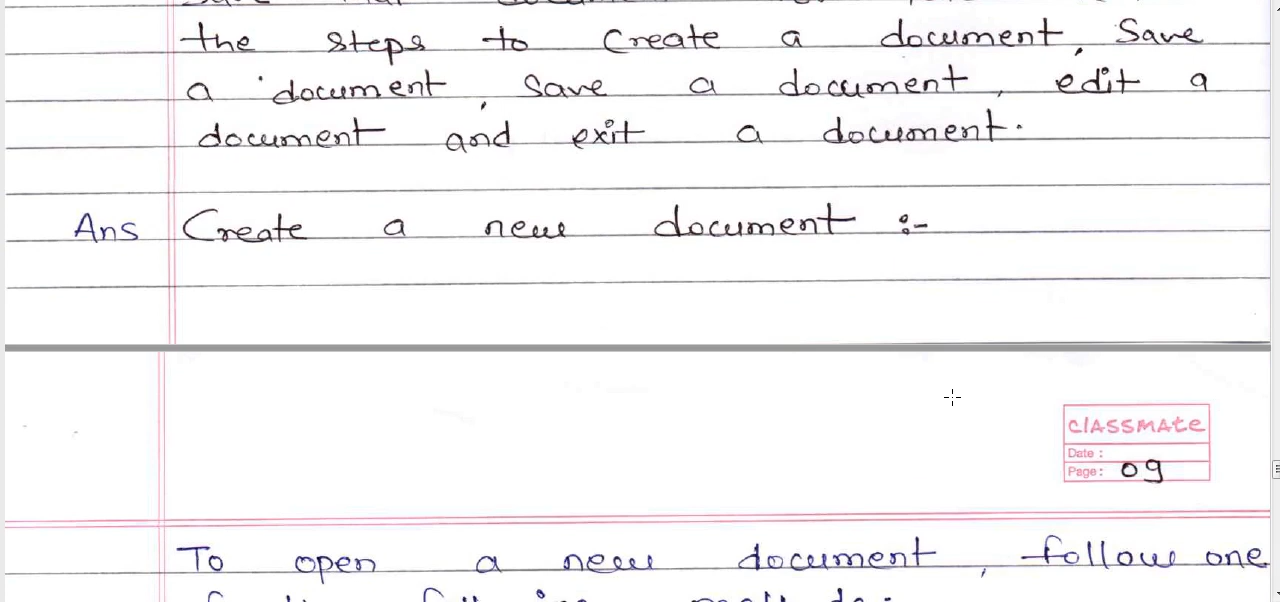 the steps to create a document, Save
a document, save a document, edit a
document and exit a document.
Ans Create a new document :-
classmate
Date :
Page: 09
To open a new document, follow one